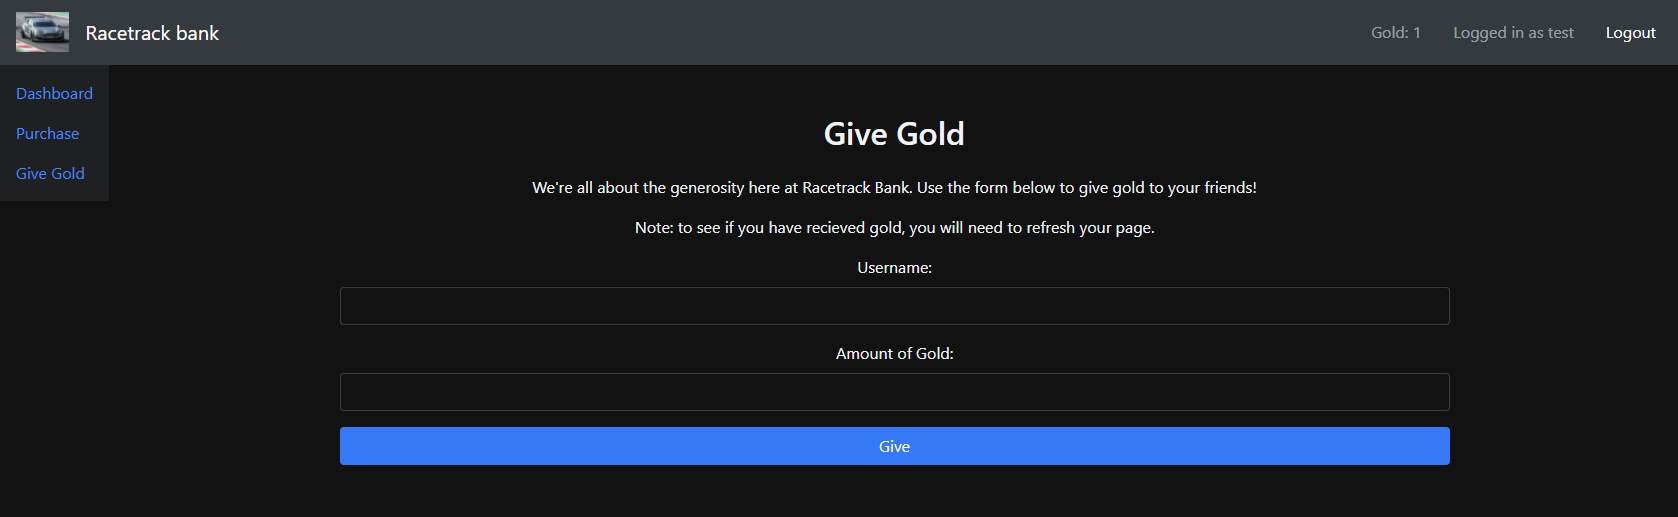 Racetrack bank
Gold: 1
Logged in as test
Logout
Dashboard
Purchase
Give Gold
Give Gold
We're all about the generosity here at Racetrack Bank. Use the form below to give gold to your friends!
Note: to see if you have recieved gold, you will need to refresh your page.
Username:
Amount of Gold:
Give